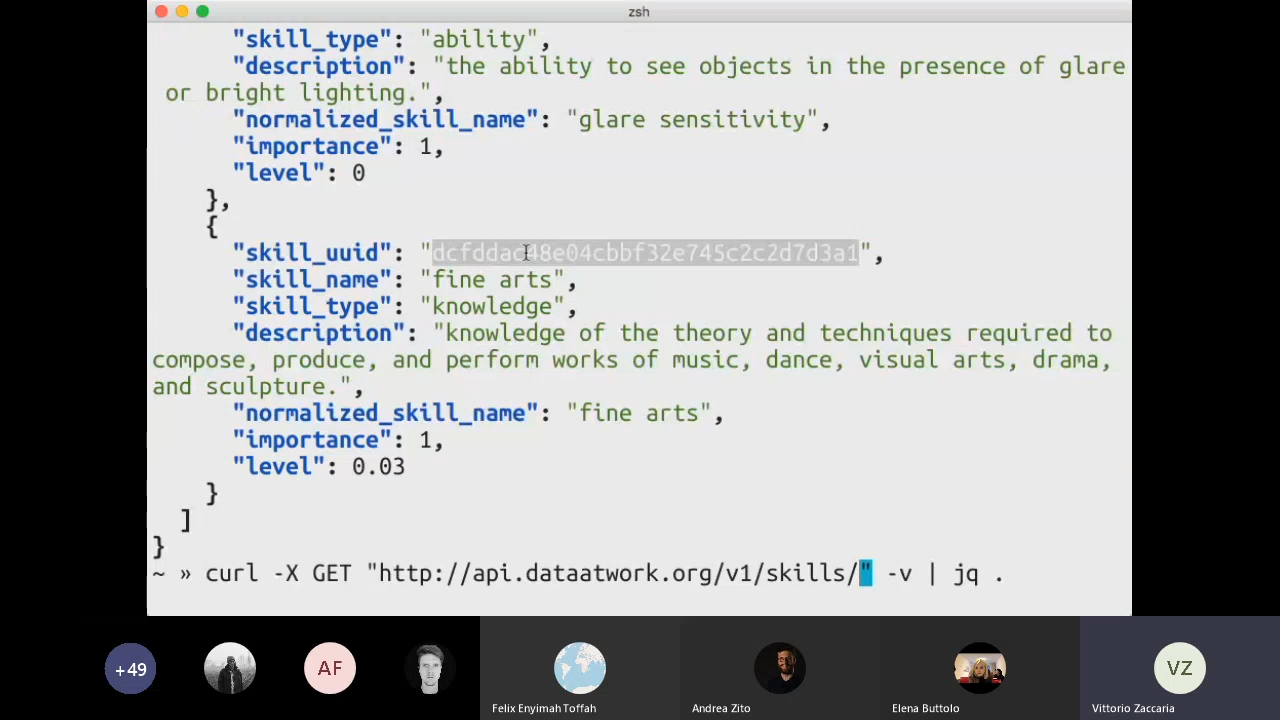 zsh
"skill_type": "ability",
"description": "the ability to see objects in the presence of glare
or bright lighting.",
"normalized_skill_name": "glare sensitivity",
"importance": 1,
"level": 0
},
{
"skill_uuid": "dcfddac48e04cbbf32e745c2c2d7d3a1",
"skill_name": "fine arts",
"skill_type": "knowledge",
"description": "knowledge of the theory and techniques required to
compose, produce, and perform works of music, dance, visual arts, drama,
and sculpture.",
"normalized_skill_name": "fine arts",
"importance": 1,
"level": 0.03
}
]
}
~ » curl -X GET "http://api.dataatwork.org/v1/skills/" -v | jq .
+49
AF
VZ
Felix Enyimah Toffah
Andrea Zito
Elena Buttolo
Vittorio Zaccaria